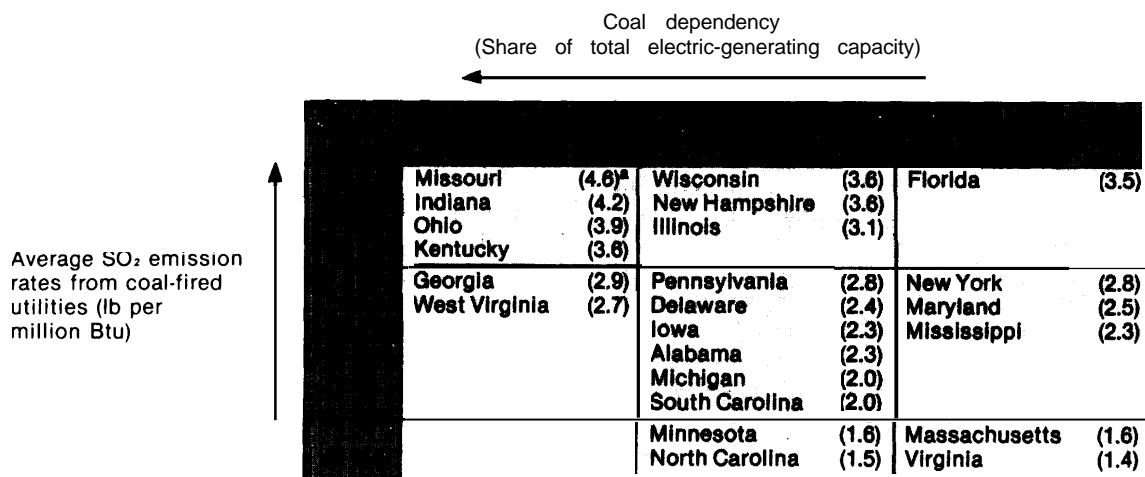 Coal dependency
(Share of total electric-generating capacity)
Missouri (4.6)ª Wisconsin (3.6) Florida (3.5)
Indiana (4.2) New Hampshire (3.6)
Ohio (3.9) Illinois (3.1)
Kentucky (3.6)
Average SO₂ emission
rates from coal-fired
utilities (lb per
million Btu)
Georgia (2.9) Pennsylvania (2.8) New York (2.8)
West Virginia (2.7) Delaware (2.4) Maryland (2.5)
Iowa (2.3) Mississippi (2.3)
Alabama (2.3)
Michigan (2.0)
South Carolina (2.0)
Minnesota (1.6) Massachusetts (1.6)
North Carolina (1.5) Virginia (1.4)